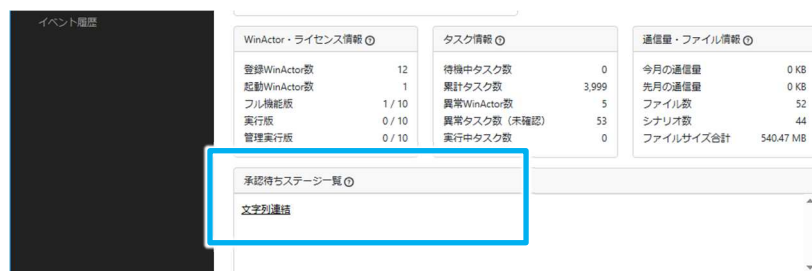 イベント履歴
WinActor・ライセンス情報 ?
登録WinActor数 12
起動WinActor数 1
フル機能版 1 / 10
実行版 0 / 10
管理実行版 0 / 10
タスク情報 ?
待機中タスク数 0
累計タスク数 3,999
異常WinActor数 5
異常タスク数（未確認） 53
実行中タスク数 0
通信量・ファイル情報 ?
今月の通信量 0 KB
先月の通信量 0 KB
ファイル数 52
シナリオ数 44
ファイルサイズ合計 540.47 MB
承認待ちステージ一覧 ?
文字列連結